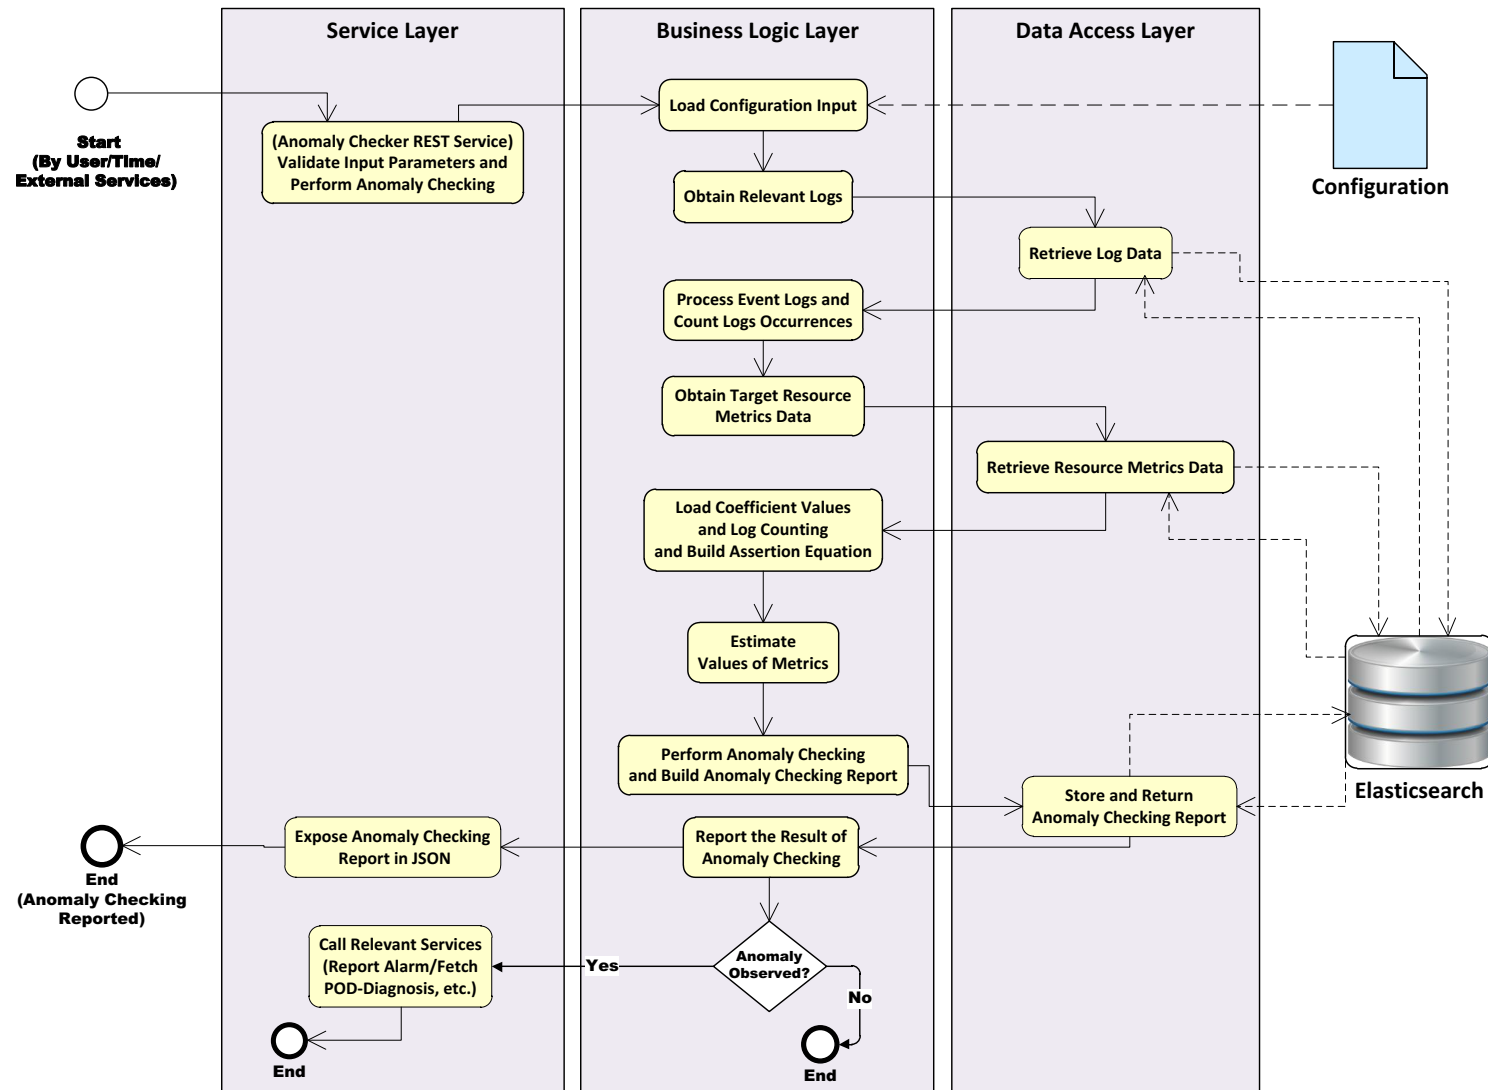 Service Layer
Business Logic Layer
Data Access Layer
Start
(By User/Time/
External Services)
(Anomaly Checker REST Service)
Validate Input Parameters and
Perform Anomaly Checking
Load Configuration Input
Configuration
Obtain Relevant Logs
Retrieve Log Data
Process Event Logs and
Count Logs Occurrences
Obtain Target Resource
Metrics Data
Retrieve Resource Metrics Data
Load Coefficient Values
and Log Counting
and Build Assertion Equation
Estimate
Values of Metrics
Perform Anomaly Checking
and Build Anomaly Checking Report
Elasticsearch
Store and Return
Anomaly Checking Report
Report the Result of
Anomaly Checking
Expose Anomaly Checking
Report in JSON
End
(Anomaly Checking
Reported)
Anomaly
Observed?
Yes
No
Call Relevant Services
(Report Alarm/Fetch
POD-Diagnosis, etc.)
End
End